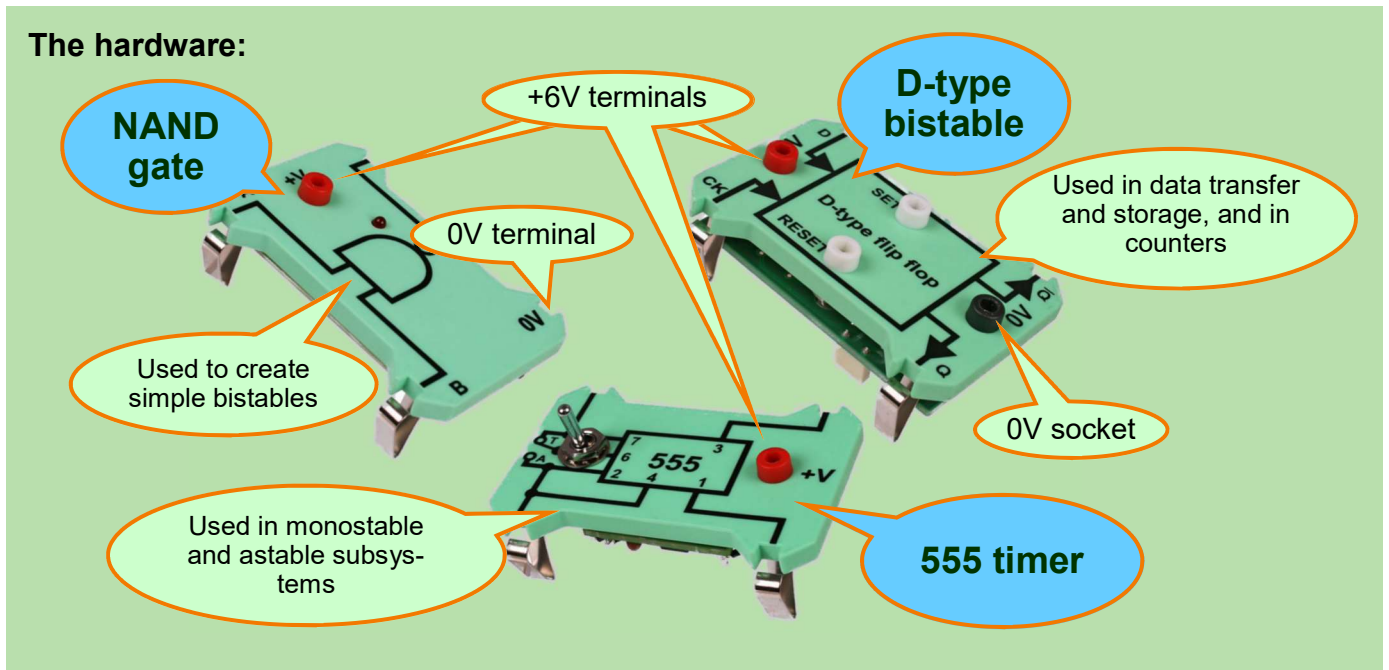 The hardware:
NAND
gate
+6V terminals
D-type
bistable
Used in data transfer
and storage, and in
counters
0V terminal
Used to create
simple bistables
0V socket
Used in monostable
and astable subsys-
tems
555 timer
+V
0V
B
D
V
CK
SET
RESET
D-type flip flop
Q̅
0V
Q
T
A
7
6
2
4
3
1
555
+V